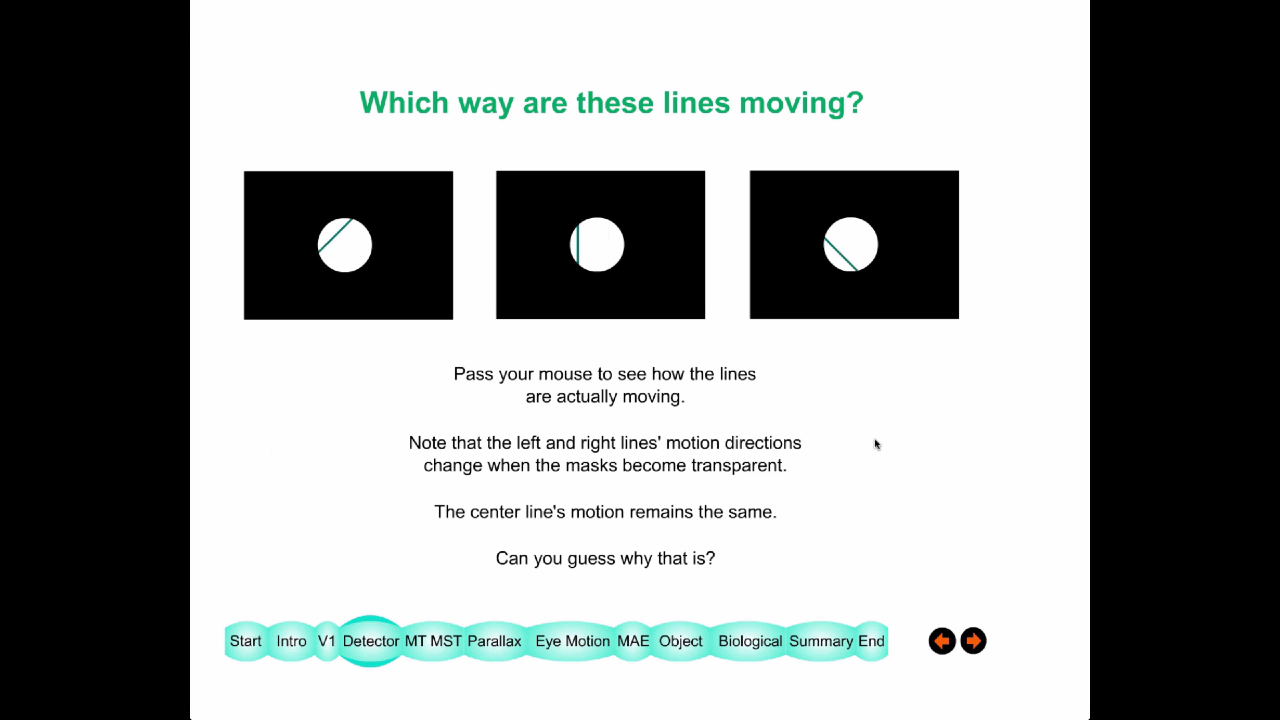 Which way are these lines moving?
Pass your mouse to see how the lines
are actually moving.
Note that the left and right lines' motion directions
change when the masks become transparent.
The center line's motion remains the same.
Can you guess why that is?
Start Intro V1 Detector MT MST Parallax Eye Motion MAE Object Biological Summary End